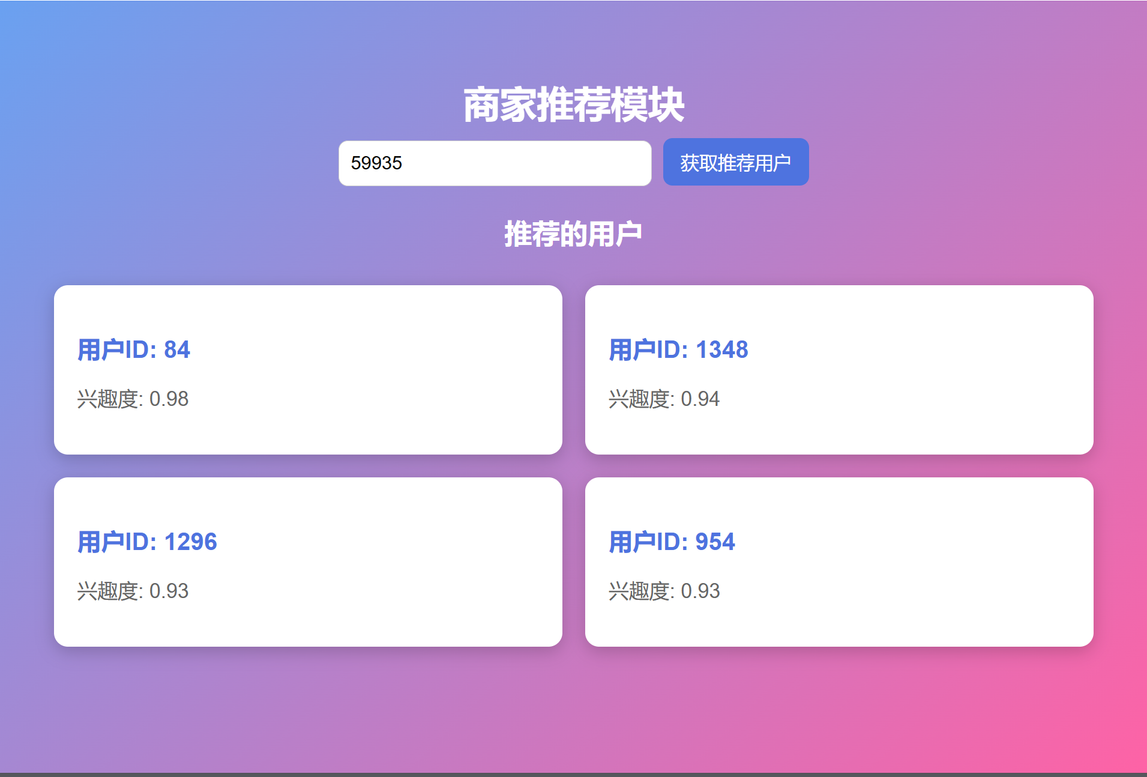 商家推荐模块
59935
获取推荐用户
推荐的用户
用户ID: 84
兴趣度: 0.98
用户ID: 1348
兴趣度: 0.94
用户ID: 1296
兴趣度: 0.93
用户ID: 954
兴趣度: 0.93